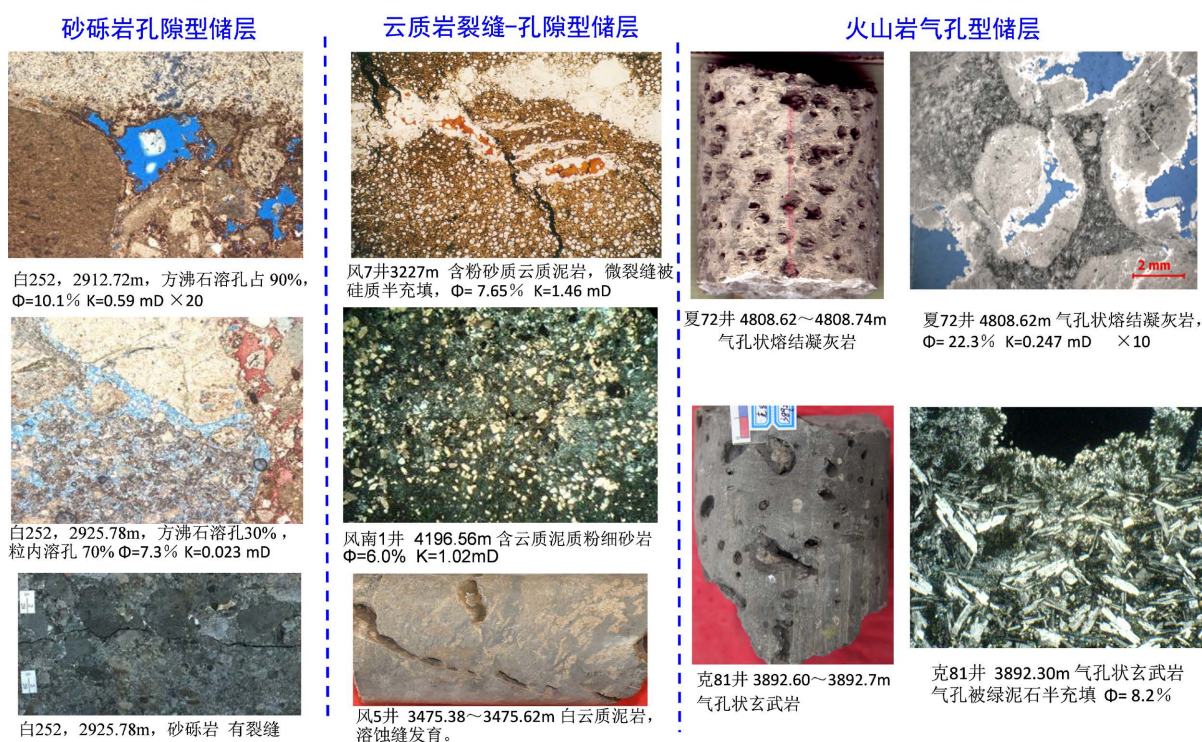 砂砾岩孔隙型储层
白252，2912.72m，方沸石溶孔占 90%，
Φ=10.1% K=0.59 mD ×20
白252，2925.78m，方沸石溶孔30%，
粒内溶孔 70% Φ=7.3% K=0.023 mD
白252，2925.78m，砂砾岩 有裂缝
云质岩裂缝-孔隙型储层
风7井3227m 含粉砂质云质泥岩，微裂缝被
硅质半充填，Φ= 7.65% K=1.46 mD
风南1井 4196.56m 含云质泥质粉细砂岩
Φ=6.0% K=1.02mD
风5井 3475.38～3475.62m 白云质泥岩，
溶蚀缝发育。
火山岩气孔型储层
夏72井 4808.62～4808.74m
气孔状熔结凝灰岩
2 mm
夏72井 4808.62m 气孔状熔结凝灰岩，
Φ= 22.3% K=0.247 mD ×10
克81井 3892.60～3892.7m
气孔状玄武岩
克81井 3892.30m 气孔状玄武岩
气孔被绿泥石半充填 Φ= 8.2%